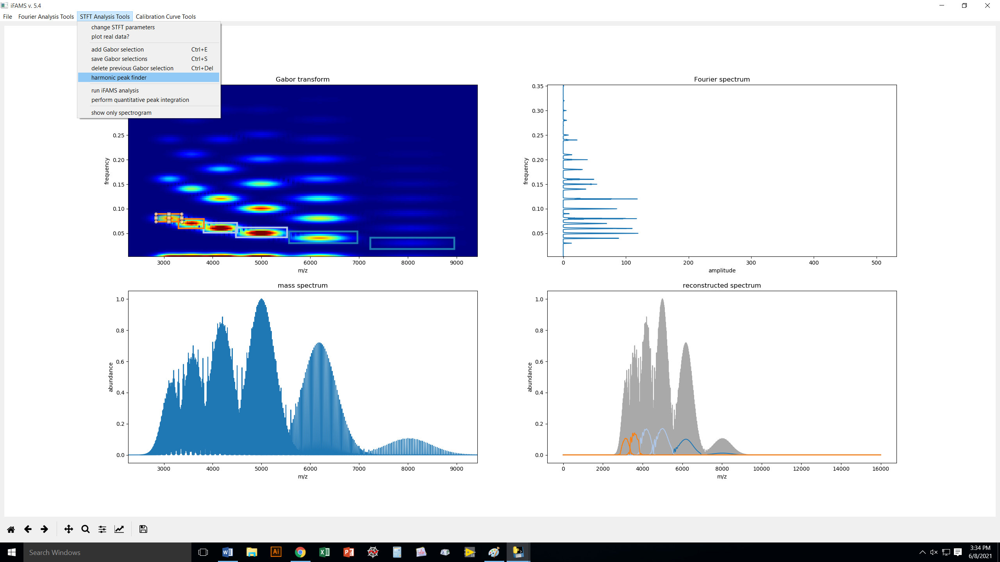 iFAMS v. 5.4
File Fourier Analysis Tools STFT Analysis Tools Calibration Curve Tools
change STFT parameters
plot real data?
add Gabor selection Ctrl+E
save Gabor selections Ctrl+S
delete previous Gabor selection Ctrl+Del
harmonic peak finder
run iFAMS analysis
perform quantitative peak integration
show only spectrogram
Gabor transform
0.25
0.20
0.15
0.10
0.05
frequency
3000 4000 5000 6000 7000 8000 9000
m/z
Fourier spectrum
0.35
0.30
0.25
0.20
0.15
0.10
0.05
frequency
0 100 200 300 400 500
amplitude
mass spectrum
1.0
0.8
0.6
0.4
0.2
0.0
abundance
3000 4000 5000 6000 7000 8000 9000
m/z
reconstructed spectrum
1.0
0.8
0.6
0.4
0.2
0.0
abundance
0 2000 4000 6000 8000 10000 12000 14000 16000
m/z
Search Windows
Ai
19
3:34 PM
6/8/2021